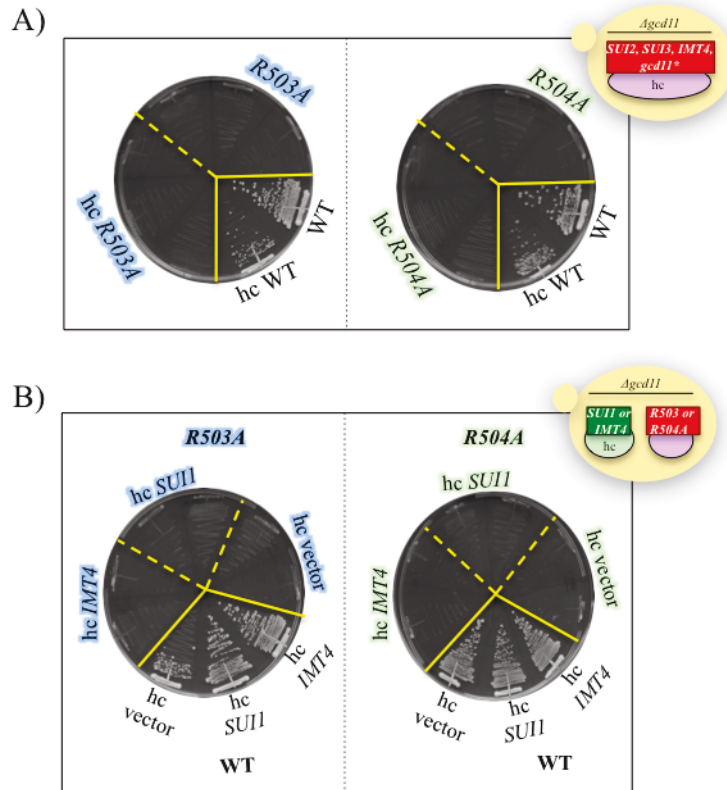 A)
Δgcd11
SUI2, SUI3, IMT4,
gcd11*
hc
R503A
hc R503A
hc WT
WT
R504A
hc R504A
hc WT
WT
B)
Δgcd11
SUI1 or
IMT4
hc
R503 or
R504A
R503A
hc SUI1
hc vector
hc IMT4
hc
vector
hc
SUI1
hc
IMT4
WT
R504A
hc SUI1
hc vector
hc IMT4
hc
vector
hc
SUI1
hc
IMT4
WT